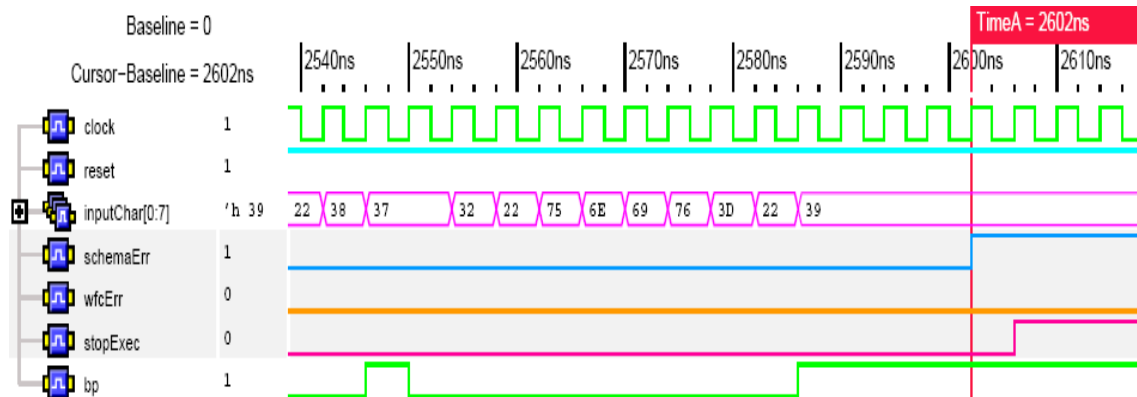 Baseline = 0
TimeA = 2602ns
Cursor-Baseline = 2602ns
2540ns 2550ns 2560ns 2570ns 2580ns 2590ns 2600ns 2610ns
clock 1
reset 1
inputChar[0:7] 'h 39 22 38 37 32 22 75 6E 69 76 3D 22 39
schemaErr 1
wfcErr 0
stopExec 0
bp 1